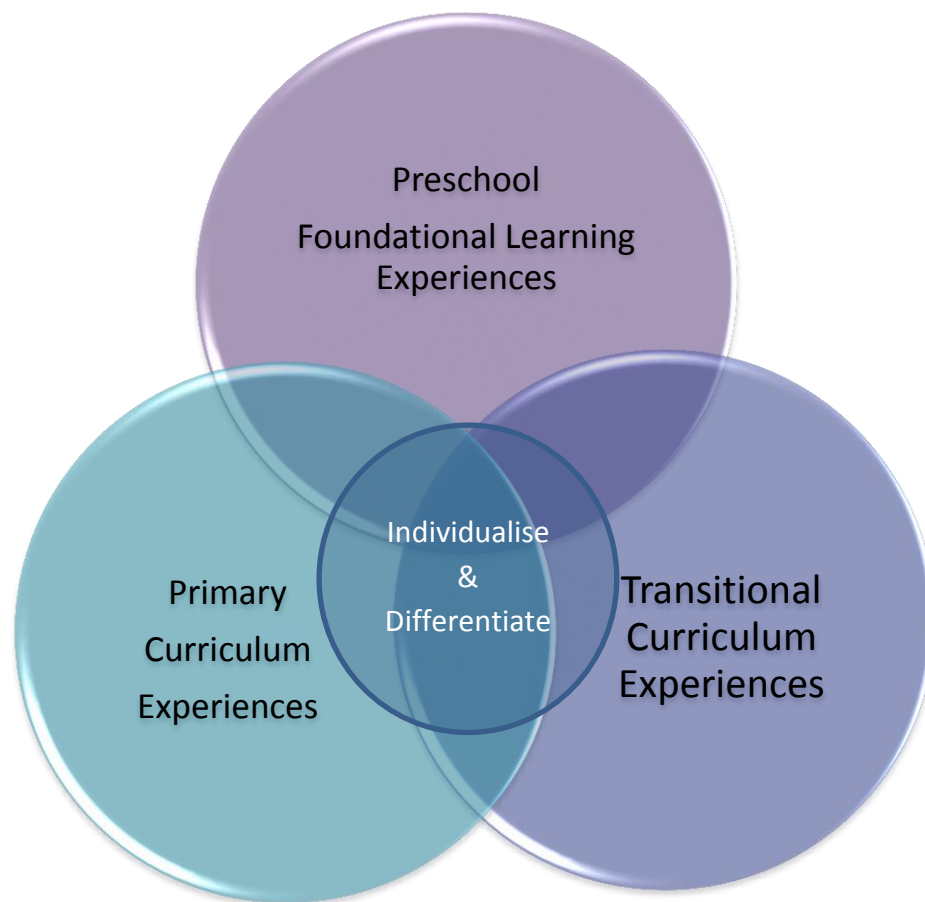 Preschool
Foundational Learning
Experiences
Individualise
&
Differentiate
Primary
Curriculum
Experiences
Transitional
Curriculum
Experiences